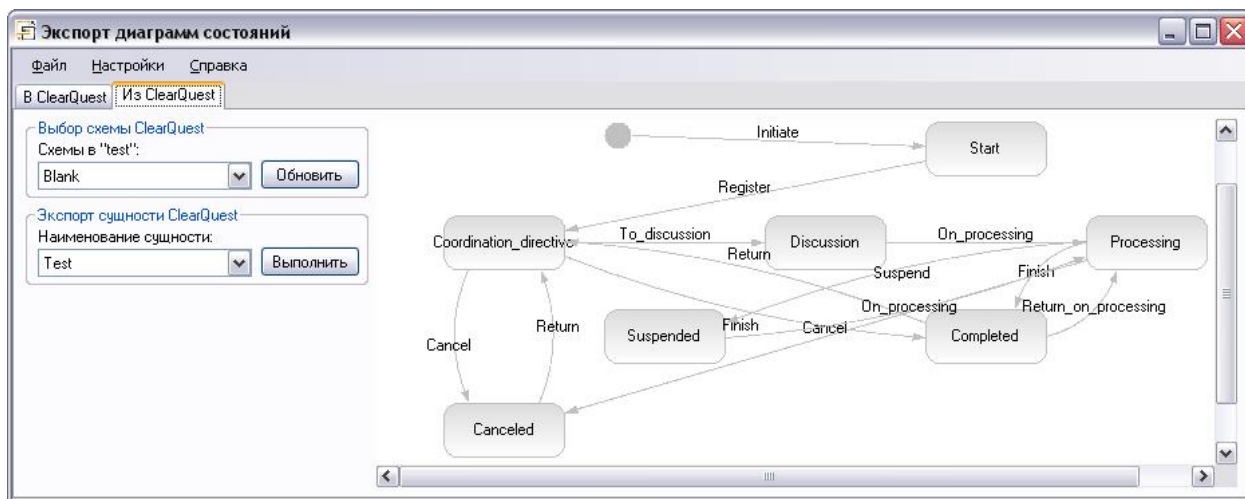 Экспорт диаграмм состояний
Файл Настройки Справка
В ClearQuest Из ClearQuest
Выбор схемы ClearQuest
Схемы в "test":
Blank Обновить
Экспорт сущности ClearQuest
Наименование сущности:
Test Выполнить
Initiate
Start
Register
Coordination_directive To_discussion Discussion On_processing Processing
Return
Suspend Finish
On_processing Return_on_processing
Cancel Return Suspended Finish Cancel Completed
Canceled